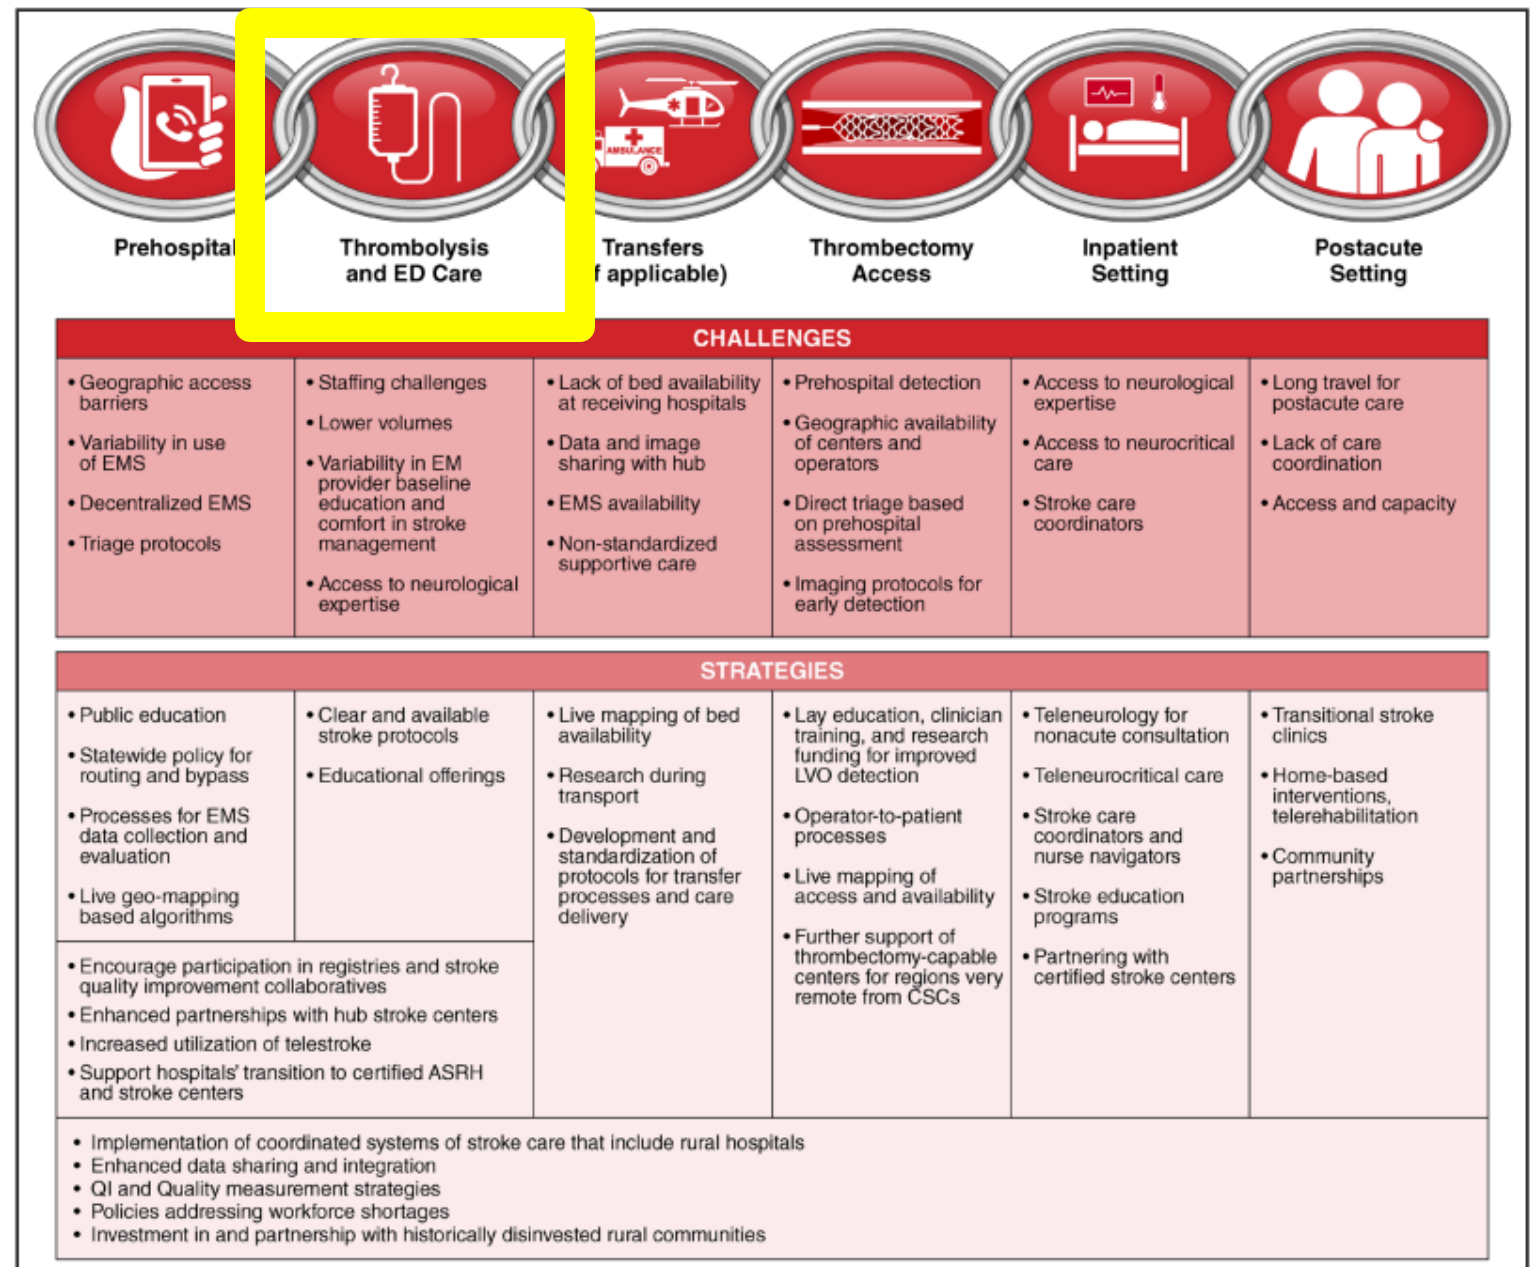 AMBULANCE
Prehospital
Thrombolysis
and ED Care
Transfers
f applicable)
Thrombectomy
Access
Inpatient
Setting
Postacute
Setting
CHALLENGES
• Geographic access
barriers
• Variability in use
of EMS
• Decentralized EMS
• Triage protocols
• Staffing challenges
• Lower volumes
• Variability in EM
provider baseline
education and
comfort in stroke
management
• Access to neurological
expertise
• Lack of bed availability
at receiving hospitals
• Data and image
sharing with hub
• EMS availability
• Non-standardized
supportive care
• Prehospital detection
• Geographic availability
of centers and
operators
• Direct triage based
on prehospital
assessment
• Imaging protocols for
early detection
• Access to neurological
expertise
• Access to neurocritical
care
• Stroke care
coordinators
• Long travel for
postacute care
• Lack of care
coordination
• Access and capacity
STRATEGIES
• Public education
• Statewide policy for
routing and bypass
• Processes for EMS
data collection and
evaluation
• Live geo-mapping
based algorithms
• Clear and available
stroke protocols
• Educational offerings
• Encourage participation in registries and stroke
quality improvement collaboratives
• Enhanced partnerships with hub stroke centers
• Increased utilization of telestroke
• Support hospitals' transition to certified ASRH
and stroke centers
• Live mapping of bed
availability
• Research during
transport
• Development and
standardization of
protocols for transfer
processes and care
delivery
• Lay education, clinician
training, and research
funding for improved
LVO detection
• Operator-to-patient
processes
• Live mapping of
access and availability
• Further support of
thrombectomy-capable
centers for regions very
remote from CSCs
• Teleneurology for
nonacute consultation
• Teleneurocritical care
• Stroke care
coordinators and
nurse navigators
• Stroke education
programs
• Partnering with
certified stroke centers
• Transitional stroke
clinics
• Home-based
interventions,
telerehabilitation
• Community
partnerships
• Implementation of coordinated systems of stroke care that include rural hospitals
• Enhanced data sharing and integration
• QI and Quality measurement strategies
• Policies addressing workforce shortages
• Investment in and partnership with historically disinvested rural communities